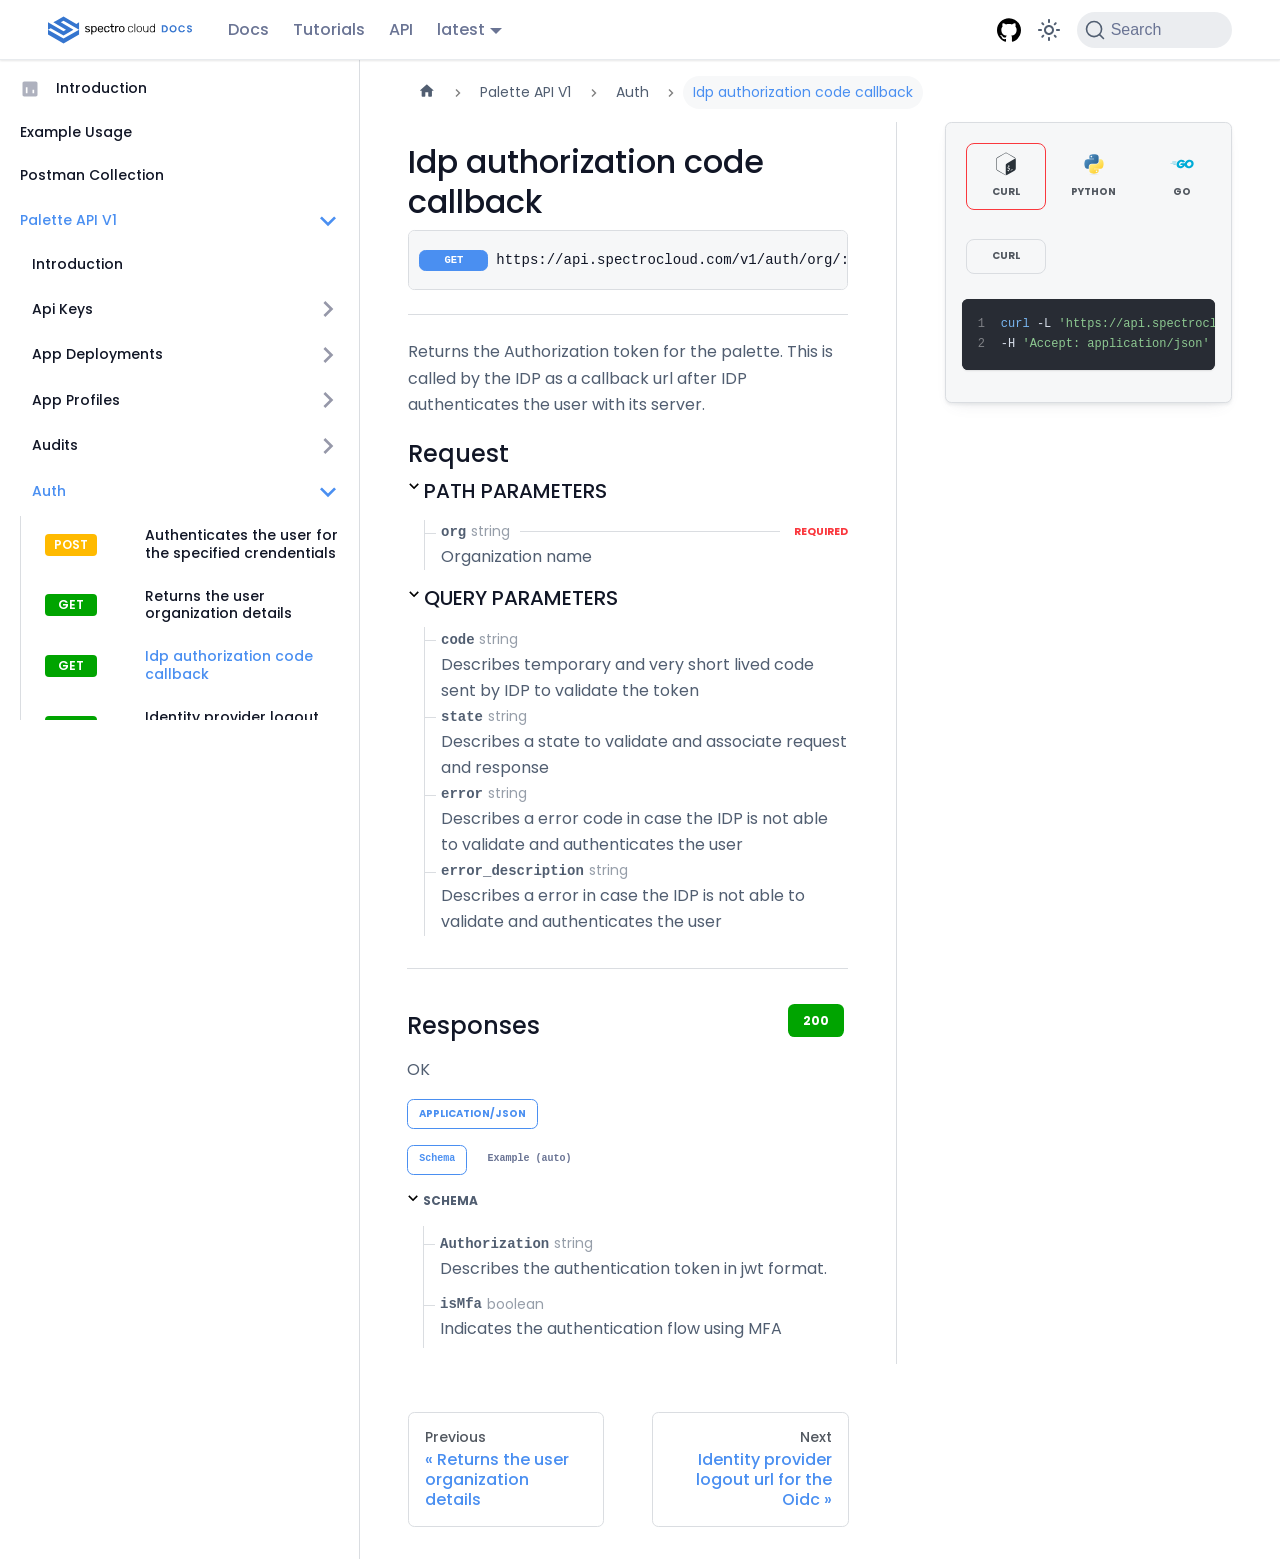 spectro cloud DOCS
Docs
Tutorials
API
latest
Search
Introduction
Example Usage
Postman Collection
Palette API V1
Introduction
Api Keys
App Deployments
App Profiles
Audits
Auth
POST
Authenticates the user for
the specified crendentials
GET
Returns the user
organization details
GET
Idp authorization code
callback
Identity provider logout
Palette API V1
Auth
Idp authorization code callback
Idp authorization code
callback
GET https://api.spectrocloud.com/v1/auth/org/:
Returns the Authorization token for the palette. This is
called by the IDP as a callback url after IDP
authenticates the user with its server.
Request
PATH PARAMETERS
org string REQUIRED
Organization name
QUERY PARAMETERS
code string
Describes temporary and very short lived code
sent by IDP to validate the token
state string
Describes a state to validate and associate request
and response
error string
Describes a error code in case the IDP is not able
to validate and authenticates the user
error_description string
Describes a error in case the IDP is not able to
validate and authenticates the user
Responses
200
OK
APPLICATION/JSON
Schema
Example (auto)
SCHEMA
Authorization string
Describes the authentication token in jwt format.
isMfa boolean
Indicates the authentication flow using MFA
CURL
PYTHON
GO
CURL
1 curl -L 'https://api.spectrocl
2 -H 'Accept: application/json'
Previous
« Returns the user
organization
details
Next
Identity provider
logout url for the
Oidc »